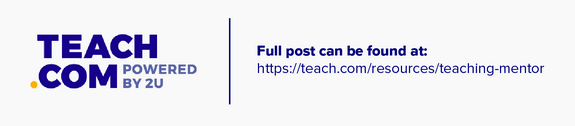 TEACH
.COM POWERED
BY 2U
Full post can be found at:
https://teach.com/resources/teaching-mentor